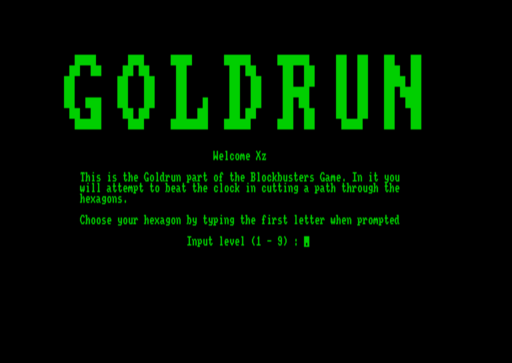 GOLDRUN
Welcome Xz
This is the Goldrun part of the Blockbusters Game. In it you
will attempt to beat the clock in cutting a path through the
hexagons.
Choose your hexagon by typing the first letter when prompted
Input level (1 - 9) :